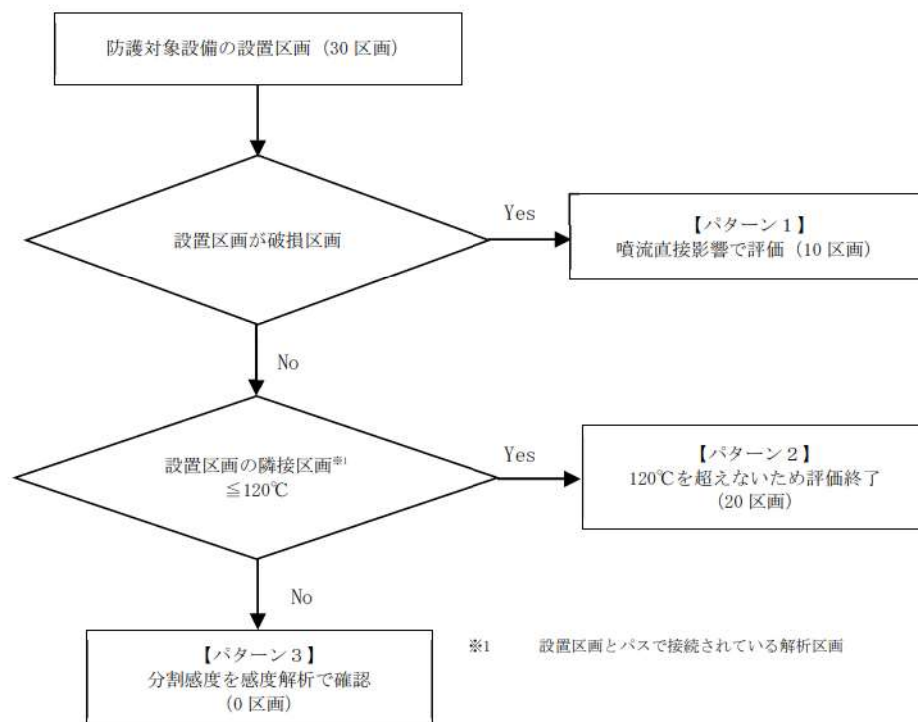 防護対象設備の設置区画(30 区画)
設置区画が破損区画
Yes
【パターン1】
噴流直接影響で評価(10 区画)
No
設置区画の隣接区画※1
≦120℃
Yes
【パターン2】
120℃を超えないため評価終了
(20 区画)
No
【パターン3】
分割感度を感度解析で確認
(0 区画)
※1 設置区画とパスで接続されている解析区画